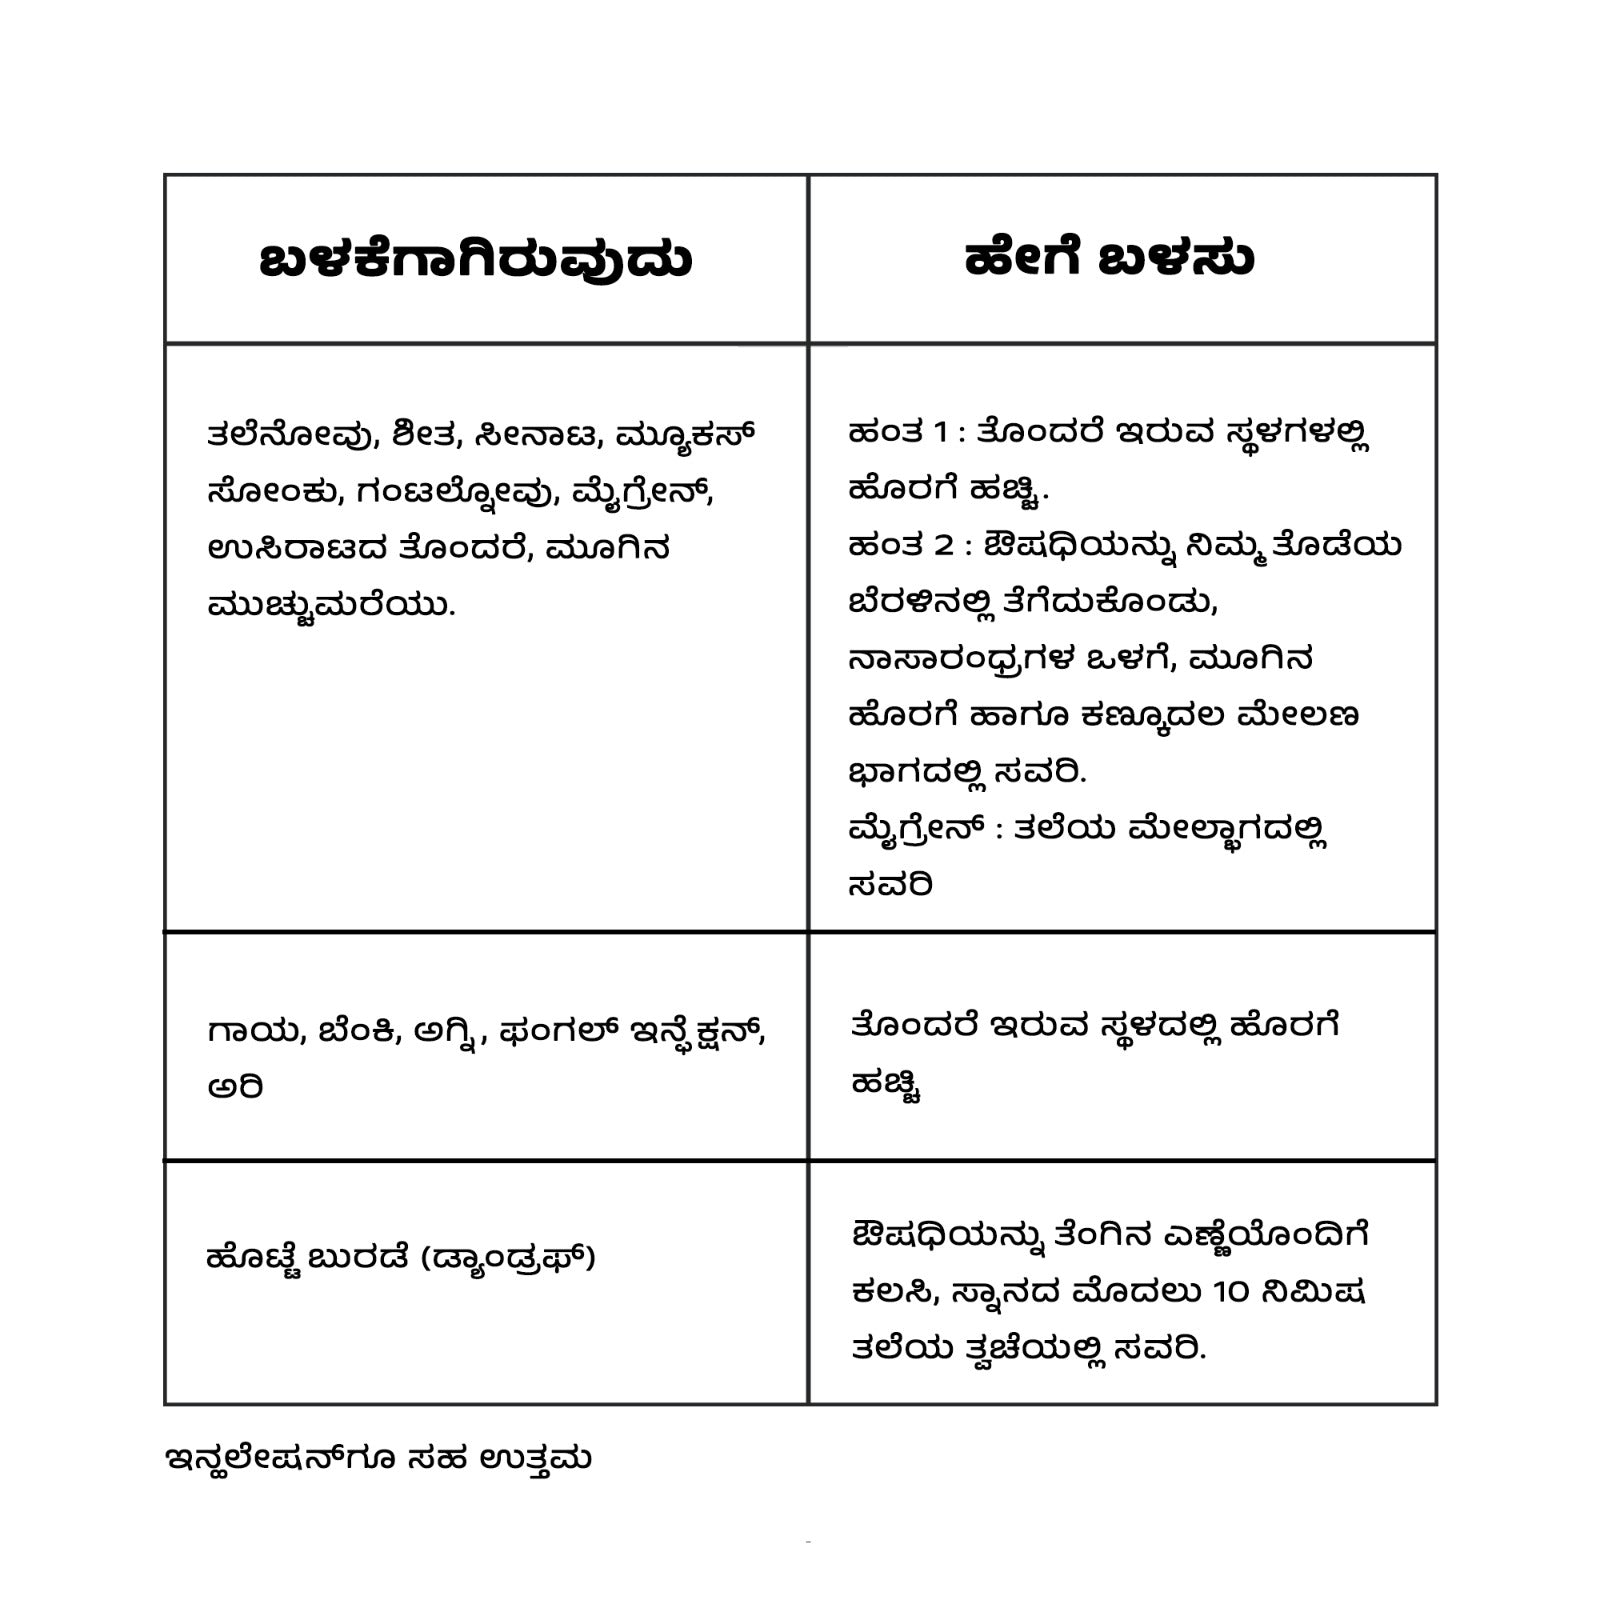 ಬಳಕೆಗಾಗಿರುವುದು
ಹೇಗೆ ಬಳಸು
ತಲೆನೋವು, ಶೀತ, ಸೀನಾಟ, ಮ್ಯೂಕಸ್
ಸೋಂಕು, ಗಂಟಲ್ನೋವು, ಮೈಗ್ರೇನ್,
ಉಸಿರಾಟದ ತೊಂದರೆ, ಮೂಗಿನ
ಮುಚ್ಚುಮರೆಯು.
ಹಂತ 1 : ತೊಂದರೆ ಇರುವ ಸ್ಥಳಗಳಲ್ಲಿ
ಹೊರಗೆ ಹಚ್ಚಿ.
ಹಂತ 2 : ಔಷಧಿಯನ್ನು ನಿಮ್ಮ ತೊಡೆಯ
ಬೆರಳಿನಲ್ಲಿ ತೆಗೆದುಕೊಂಡು,
ನಾಸಾರಂಧ್ರಗಳ ಒಳಗೆ, ಮೂಗಿನ
ಹೊರಗೆ ಹಾಗೂ ಕಣ್ಕೂದಲ ಮೇಲಣ
ಭಾಗದಲ್ಲಿ ಸವರಿ.
ಮೈಗ್ರೇನ್ : ತಲೆಯ ಮೇಲ್ಭಾಗದಲ್ಲಿ
ಸವರಿ
ಗಾಯ, ಬೆಂಕಿ, ಅಗ್ನಿ, ಫಂಗಲ್ ಇನ್ಫೆಕ್ಷನ್,
ಅರಿ
ತೊಂದರೆ ಇರುವ ಸ್ಥಳದಲ್ಲಿ ಹೊರಗೆ
ಹಚ್ಚಿ
ಹೊಟ್ಟೆ ಬುರಡೆ (ಡ್ಯಾಂಡ್ರಫ್)
ಔಷಧಿಯನ್ನು ತೆಂಗಿನ ಎಣ್ಣೆಯೊಂದಿಗೆ
ಕಲಸಿ, ಸ್ನಾನದ ಮೊದಲು 10 ನಿಮಿಷ
ತಲೆಯ ತ್ವಚೆಯಲ್ಲಿ ಸವರಿ.
ಇನ್ಹಲೇಷನ್‌ಗೂ ಸಹ ಉತ್ತಮ